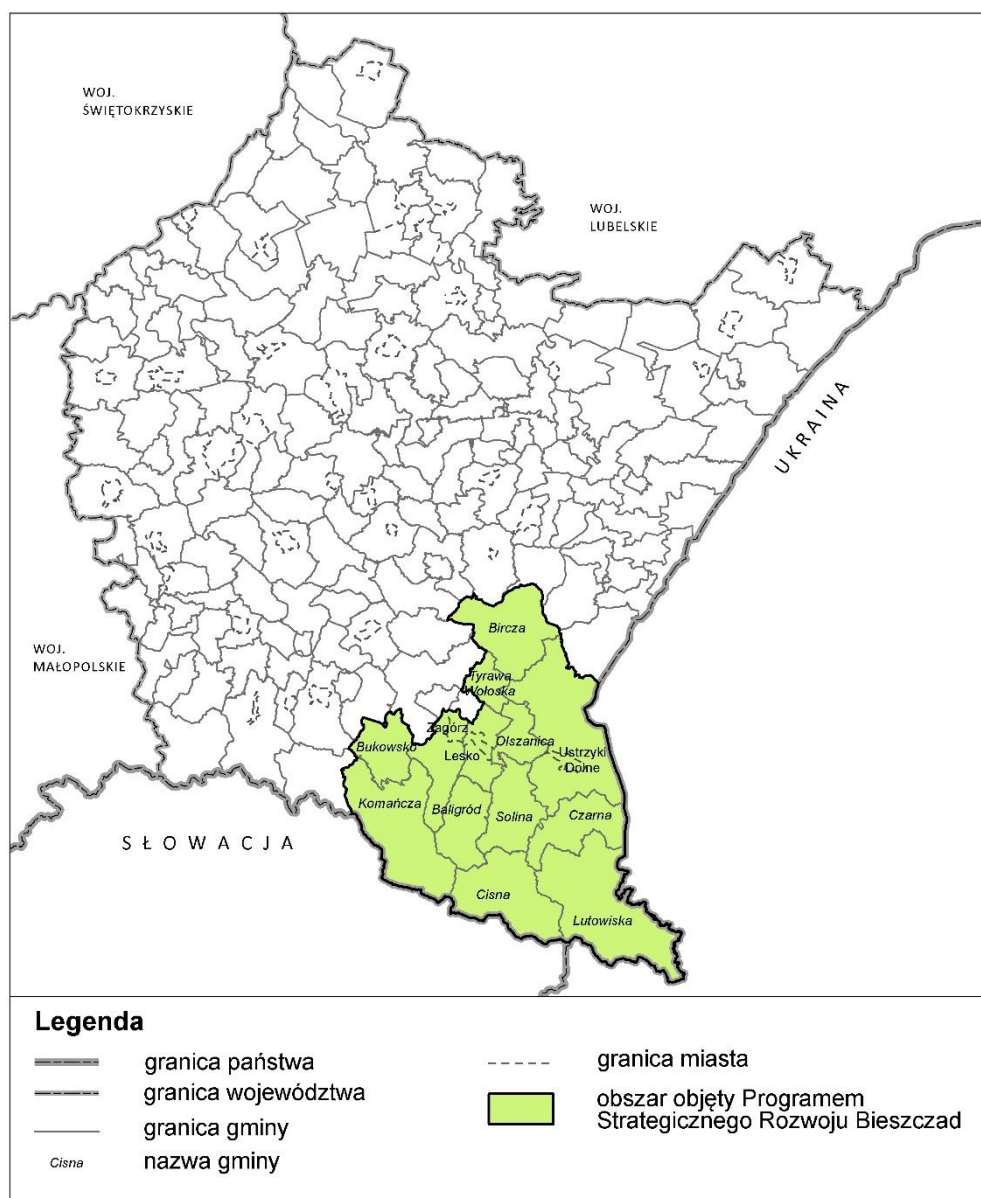 WOJ.
ŚWIĘTOKRZYSKIE
WOJ.
LUBELSKIE
UKRAINA
WOJ.
MAŁOPOLSKIE
Bircza
Tyrawa
Wołoska
Zagórz
Bukowsko
Lesko
Olszanica
Ustrzyki
Dolne
Komańcza
Baligród
Solina
Czarna
SŁOWACJA
Cisna
Lutowiska
Legenda
granica państwa
granica województwa
granica gminy
Cisna nazwa gminy
granica miasta
obszar objęty Programem
Strategicznego Rozwoju Bieszczad